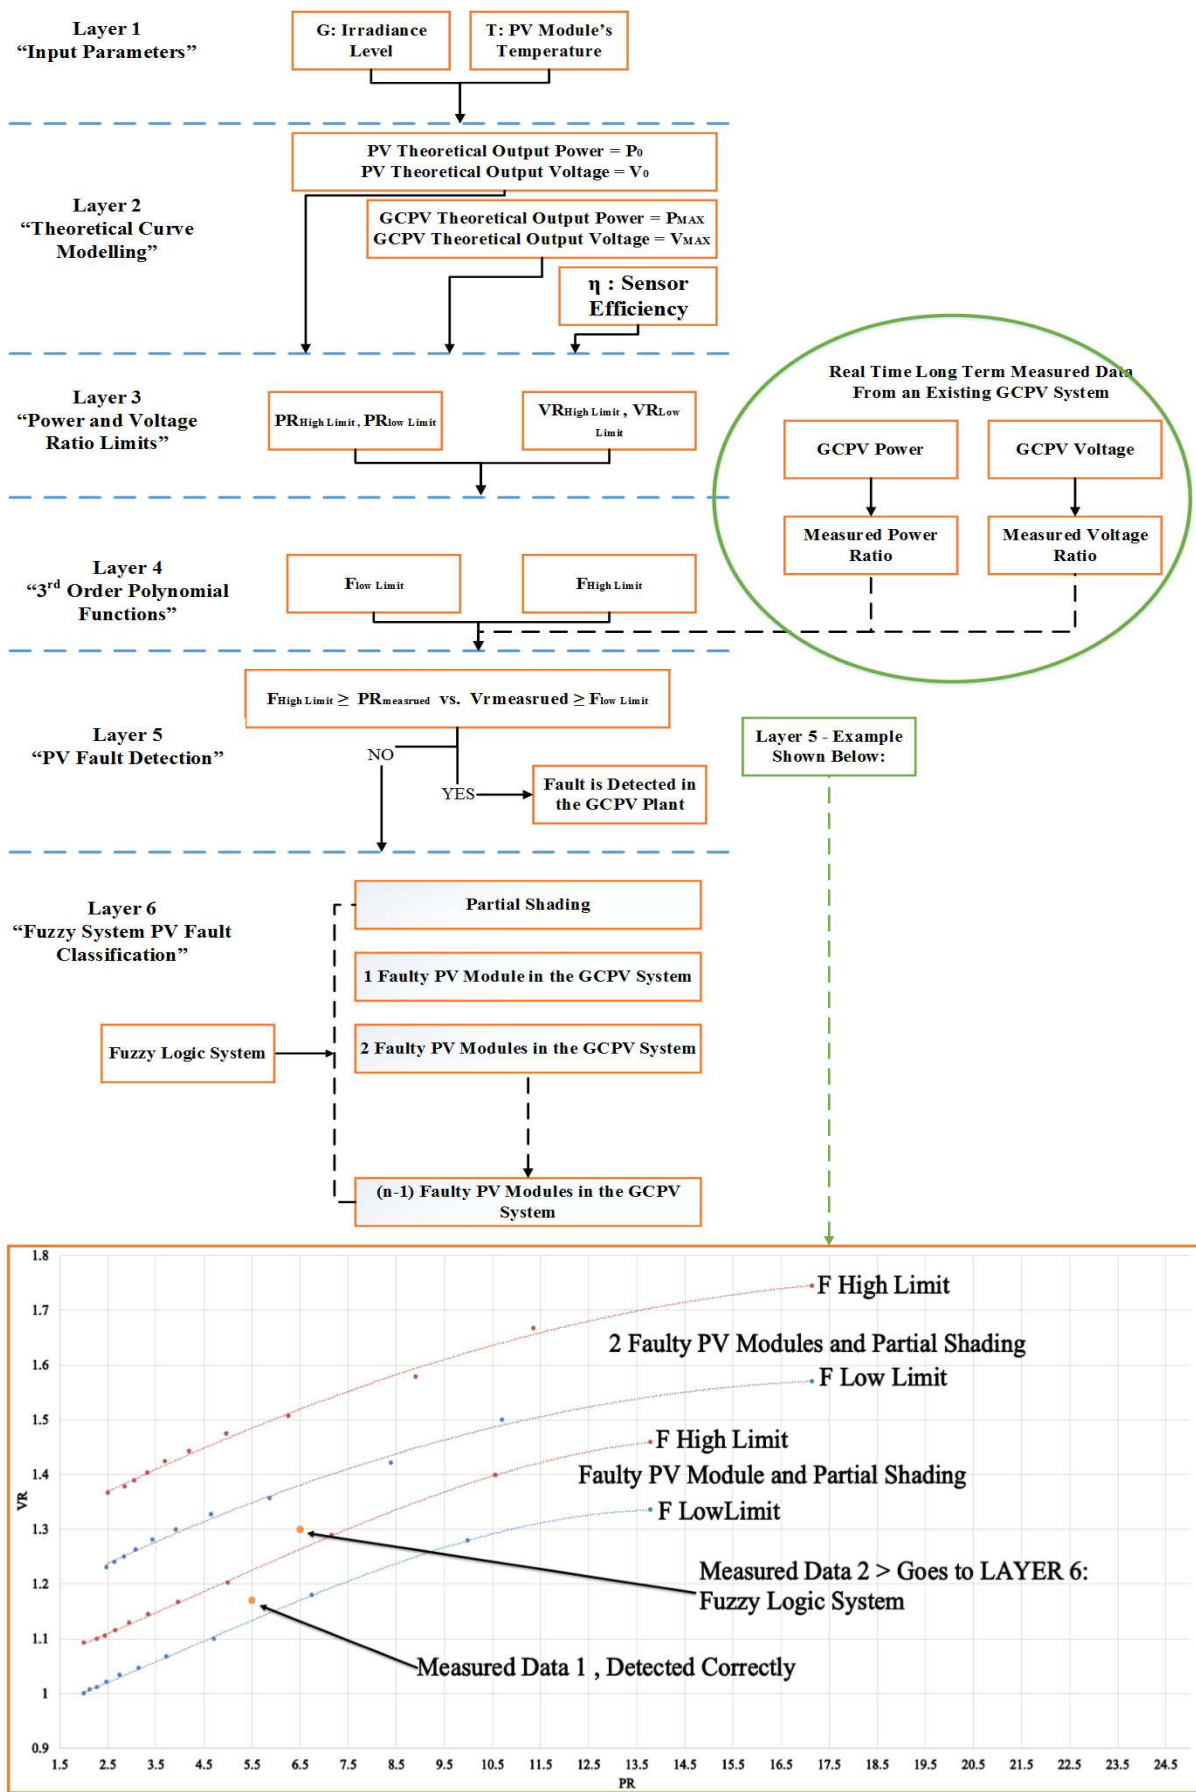 Layer 1
“Input Parameters”
G: Irradiance
Level
T: PV Module’s
Temperature
Layer 2
“Theoretical Curve
Modelling”
PV Theoretical Output Power = P0
PV Theoretical Output Voltage = V0
GCPV Theoretical Output Power = PMAX
GCPV Theoretical Output Voltage = VMAX
η : Sensor
Efficiency
Layer 3
“Power and Voltage
Ratio Limits”
PRHigh Limit, PRlow Limit
VRHigh Limit , VRLow
Limit
Real Time Long Term Measured Data
From an Existing GCPV System
GCPV Power
GCPV Voltage
Measured Power
Ratio
Measured Voltage
Ratio
Layer 4
“3rd Order Polynomial
Functions”
Flow Limit
FHigh Limit
Layer 5
“PV Fault Detection”
FHigh Limit ≥ PRmeasrued vs. Vrmeasrued ≥ Flow Limit
NO
YES
Fault is Detected in
the GCPV Plant
Layer 5 - Example
Shown Below:
Layer 6
“Fuzzy System PV Fault
Classification”
Partial Shading
1 Faulty PV Module in the GCPV System
Fuzzy Logic System
2 Faulty PV Modules in the GCPV System
(n-1) Faulty PV Modules in the GCPV
System
1.8
1.7
1.6
1.5
1.4
1.3
1.2
1.1
1
0.9
VR
F High Limit
2 Faulty PV Modules and Partial Shading
F Low Limit
F High Limit
Faulty PV Module and Partial Shading
F LowLimit
Measured Data 2 > Goes to LAYER 6:
Fuzzy Logic System
Measured Data 1 , Detected Correctly
1.5 2.5 3.5 4.5 5.5 6.5 7.5 8.5 9.5 10.5 11.5 12.5 13.5 14.5 15.5 16.5 17.5 18.5 19.5 20.5 21.5 22.5 23.5 24.5
PR